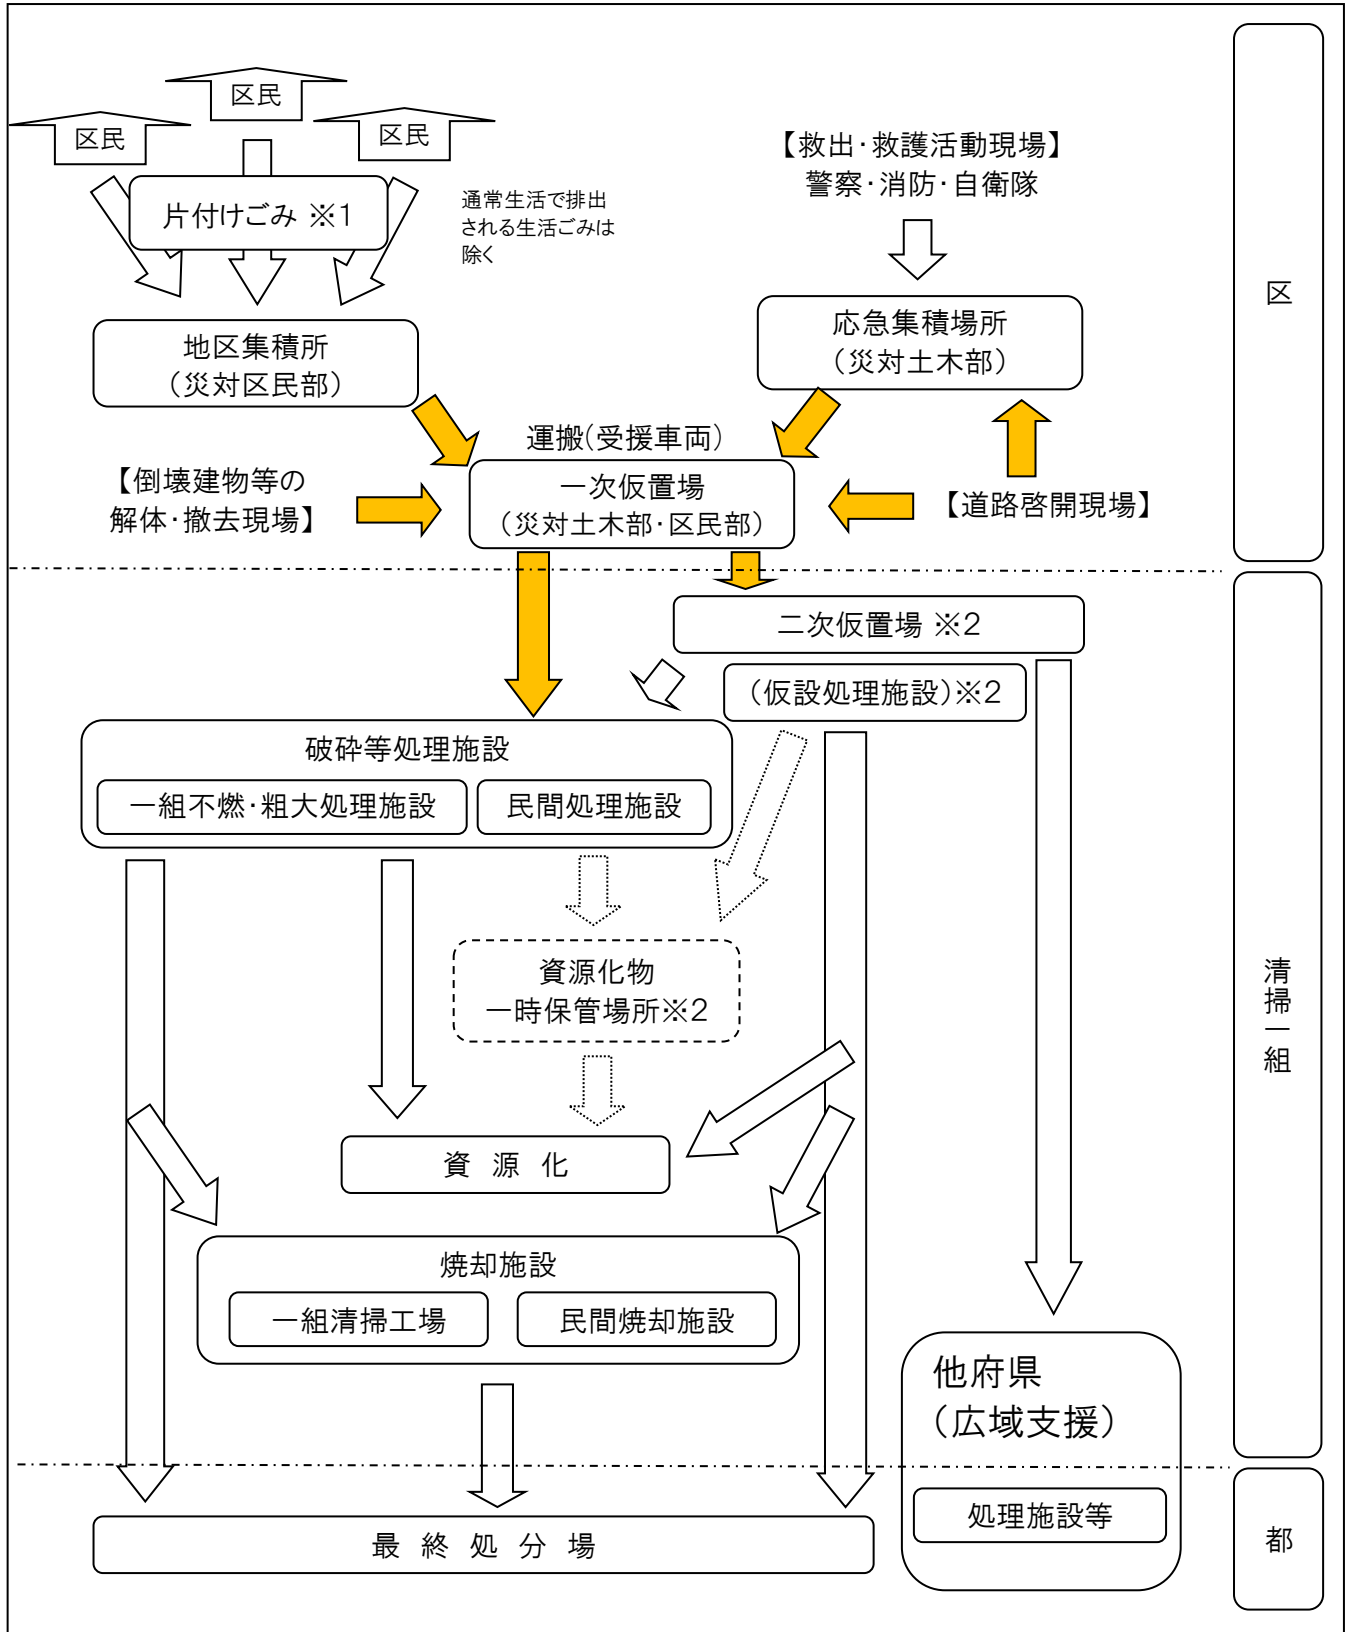 区民
区民
区民
片付けごみ ※1
通常生活で排出
される生活ごみは
除く
【救出・救護活動現場】
警察・消防・自衛隊
地区集積所
（災対区民部）
応急集積場所
（災対土木部）
運搬(受援車両)
一次仮置場
（災対土木部・区民部）
【倒壊建物等の
解体・撤去現場】
【道路啓開現場】
区
二次仮置場 ※2
（仮設処理施設）※2
破砕等処理施設
一組不燃・粗大処理施設
民間処理施設
資源化物
一時保管場所※2
資 源 化
焼却施設
一組清掃工場
民間焼却施設
他府県
（広域支援）
処理施設等
清掃一組
最 終 処 分 場
都